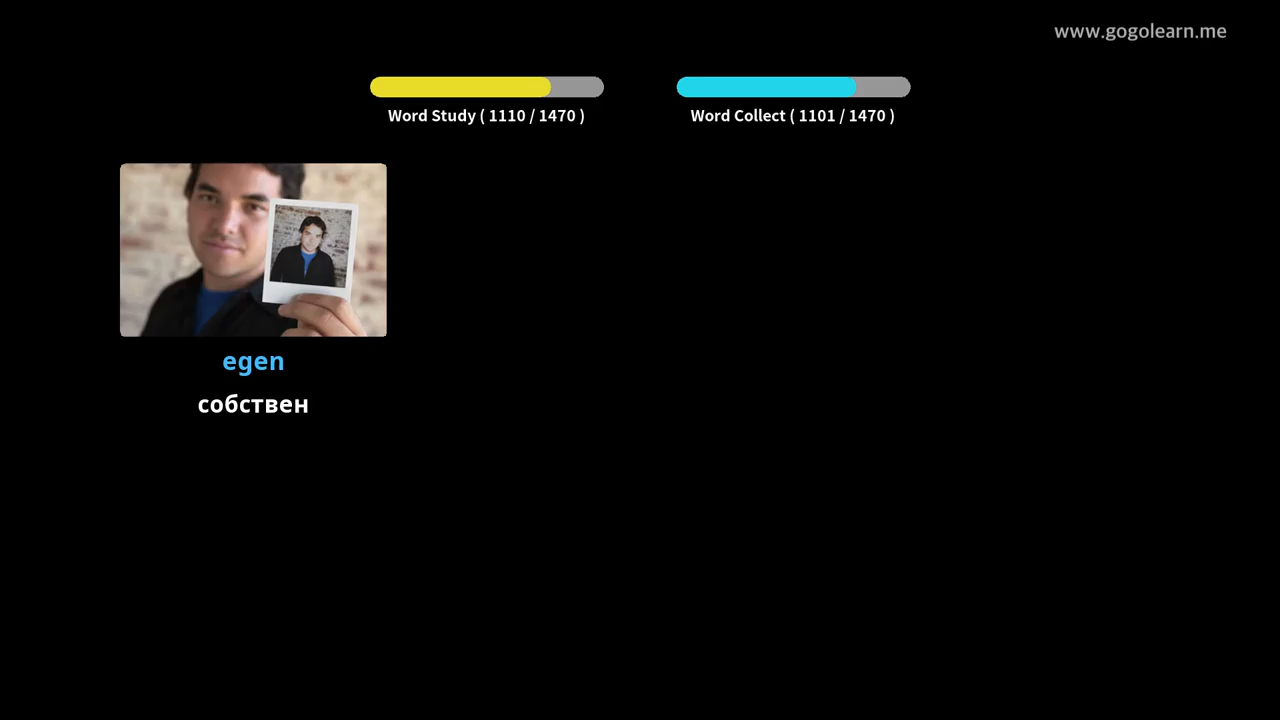 www.gogolearn.me
Word Study ( 1110 / 1470 )
Word Collect ( 1101 / 1470 )
egen
собствен